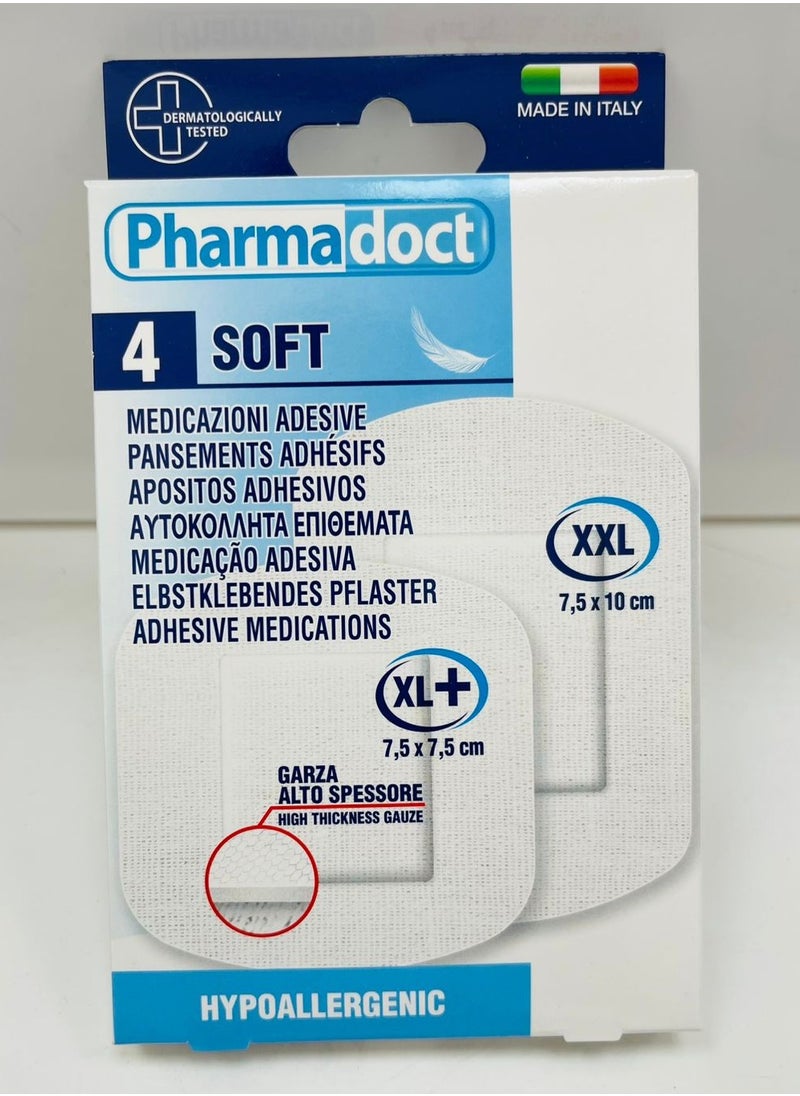 DERMATOLOGICALLY
TESTED
MADE IN ITALY
Pharmadoct
4 SOFT
MEDICAZIONI ADESIVE
PANSEMENTS ADHÉSIFS
APOSITOS ADHESIVOS
ΑΥΤΟΚΟΛΛΗΤΑ ΕΠΙΘΕΜΑΤΑ
MEDICAÇÃO ADESIVA
ELBSTKLEBENDES PFLASTER
ADHESIVE MEDICATIONS
XXL
7,5 x 10 cm
XL+
7,5 x 7,5 cm
GARZA
ALTO SPESSORE
HIGH THICKNESS GAUZE
HYPOALLERGENIC